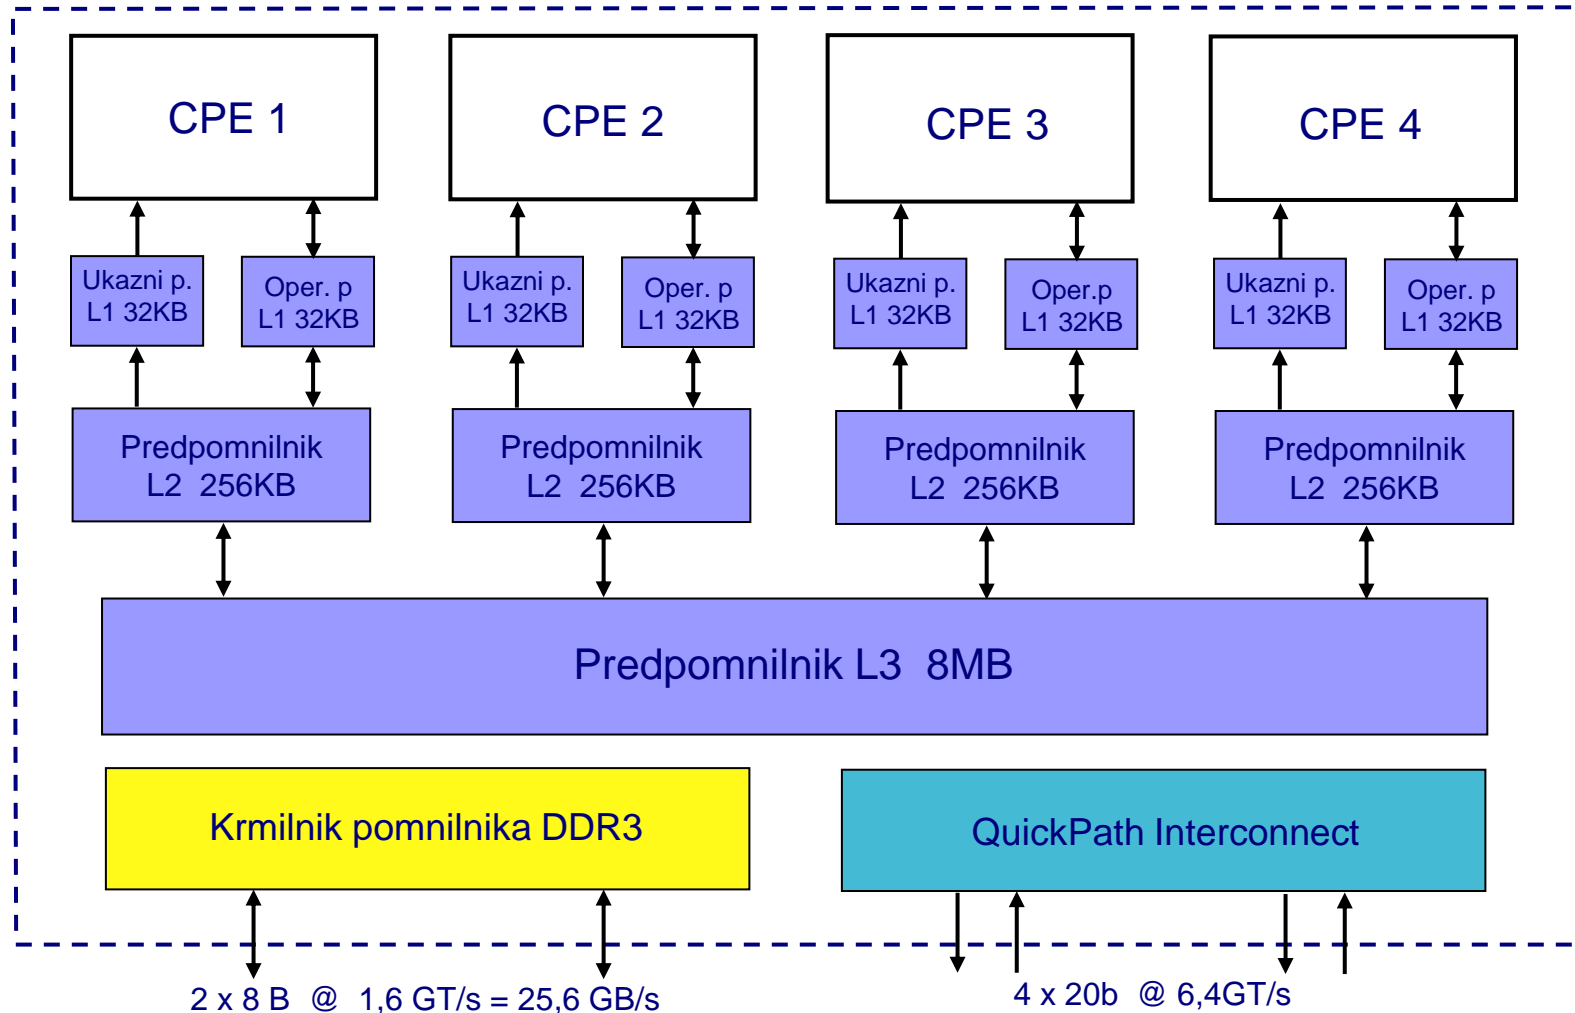 CPE 1
CPE 2
CPE 3
CPE 4
Ukazni p.
L1 32KB
Oper. p
L1 32KB
Ukazni p.
L1 32KB
Oper. p
L1 32KB
Ukazni p.
L1 32KB
Oper.p
L1 32KB
Ukazni p.
L1 32KB
Oper.p
L1 32KB
Predpomnilnik
L2 256KB
Predpomnilnik
L2 256KB
Predpomnilnik
L2 256KB
Predpomnilnik
L2 256KB
Predpomnilnik L3 8MB
Krmilnik pomnilnika DDR3
QuickPath Interconnect
2 x 8 B @ 1,6 GT/s = 25,6 GB/s
4 x 20b @ 6,4GT/s